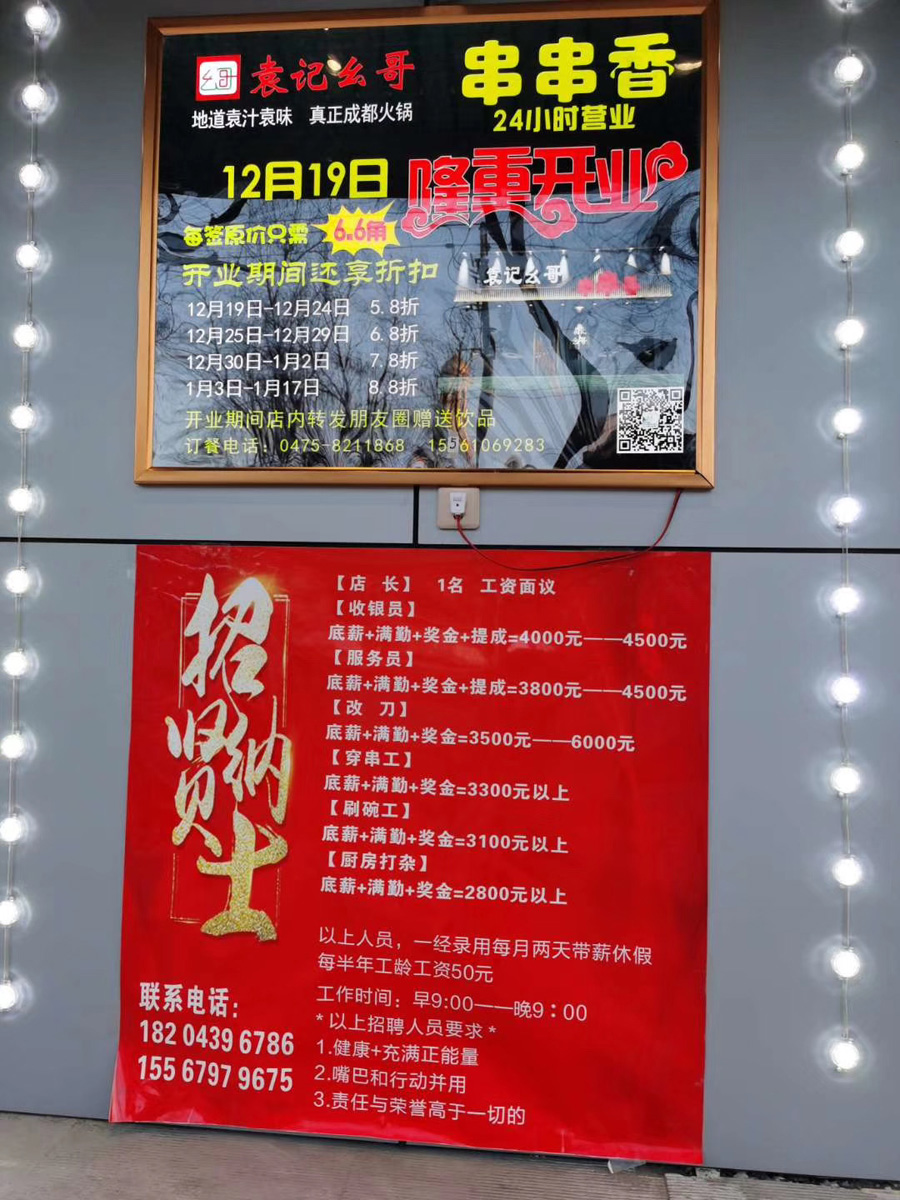 幺哥 袁记幺哥
地道袁汁袁味 真正成都火锅
串串香
24小时营业
12月19日 隆重开业
每签原价只需 6.6角
开业期间还享折扣
袁记幺哥
12月19日-12月24日 5.8折
12月25日-12月29日 6.8折
12月30日-1月2日 7.8折
1月3日-1月17日 8.8折
开业期间店内转发朋友圈赠送饮品
订餐电话：0475-8211868 15561069283
招贤纳士
【店 长】 1名 工资面议
【收银员】
底薪+满勤+奖金+提成=4000元——4500元
【服务员】
底薪+满勤+奖金+提成=3800元——4500元
【改 刀】
底薪+满勤+奖金=3500元——6000元
【穿串工】
底薪+满勤+奖金=3300元以上
【刷碗工】
底薪+满勤+奖金=3100元以上
【厨房打杂】
底薪+满勤+奖金=2800元以上
以上人员，一经录用每月两天带薪休假
每半年工龄工资50元
工作时间：早9:00——晚9：00
*以上招聘人员要求*
1.健康+充满正能量
2.嘴巴和行动并用
3.责任与荣誉高于一切的
联系电话：
182 0439 6786
155 6797 9675